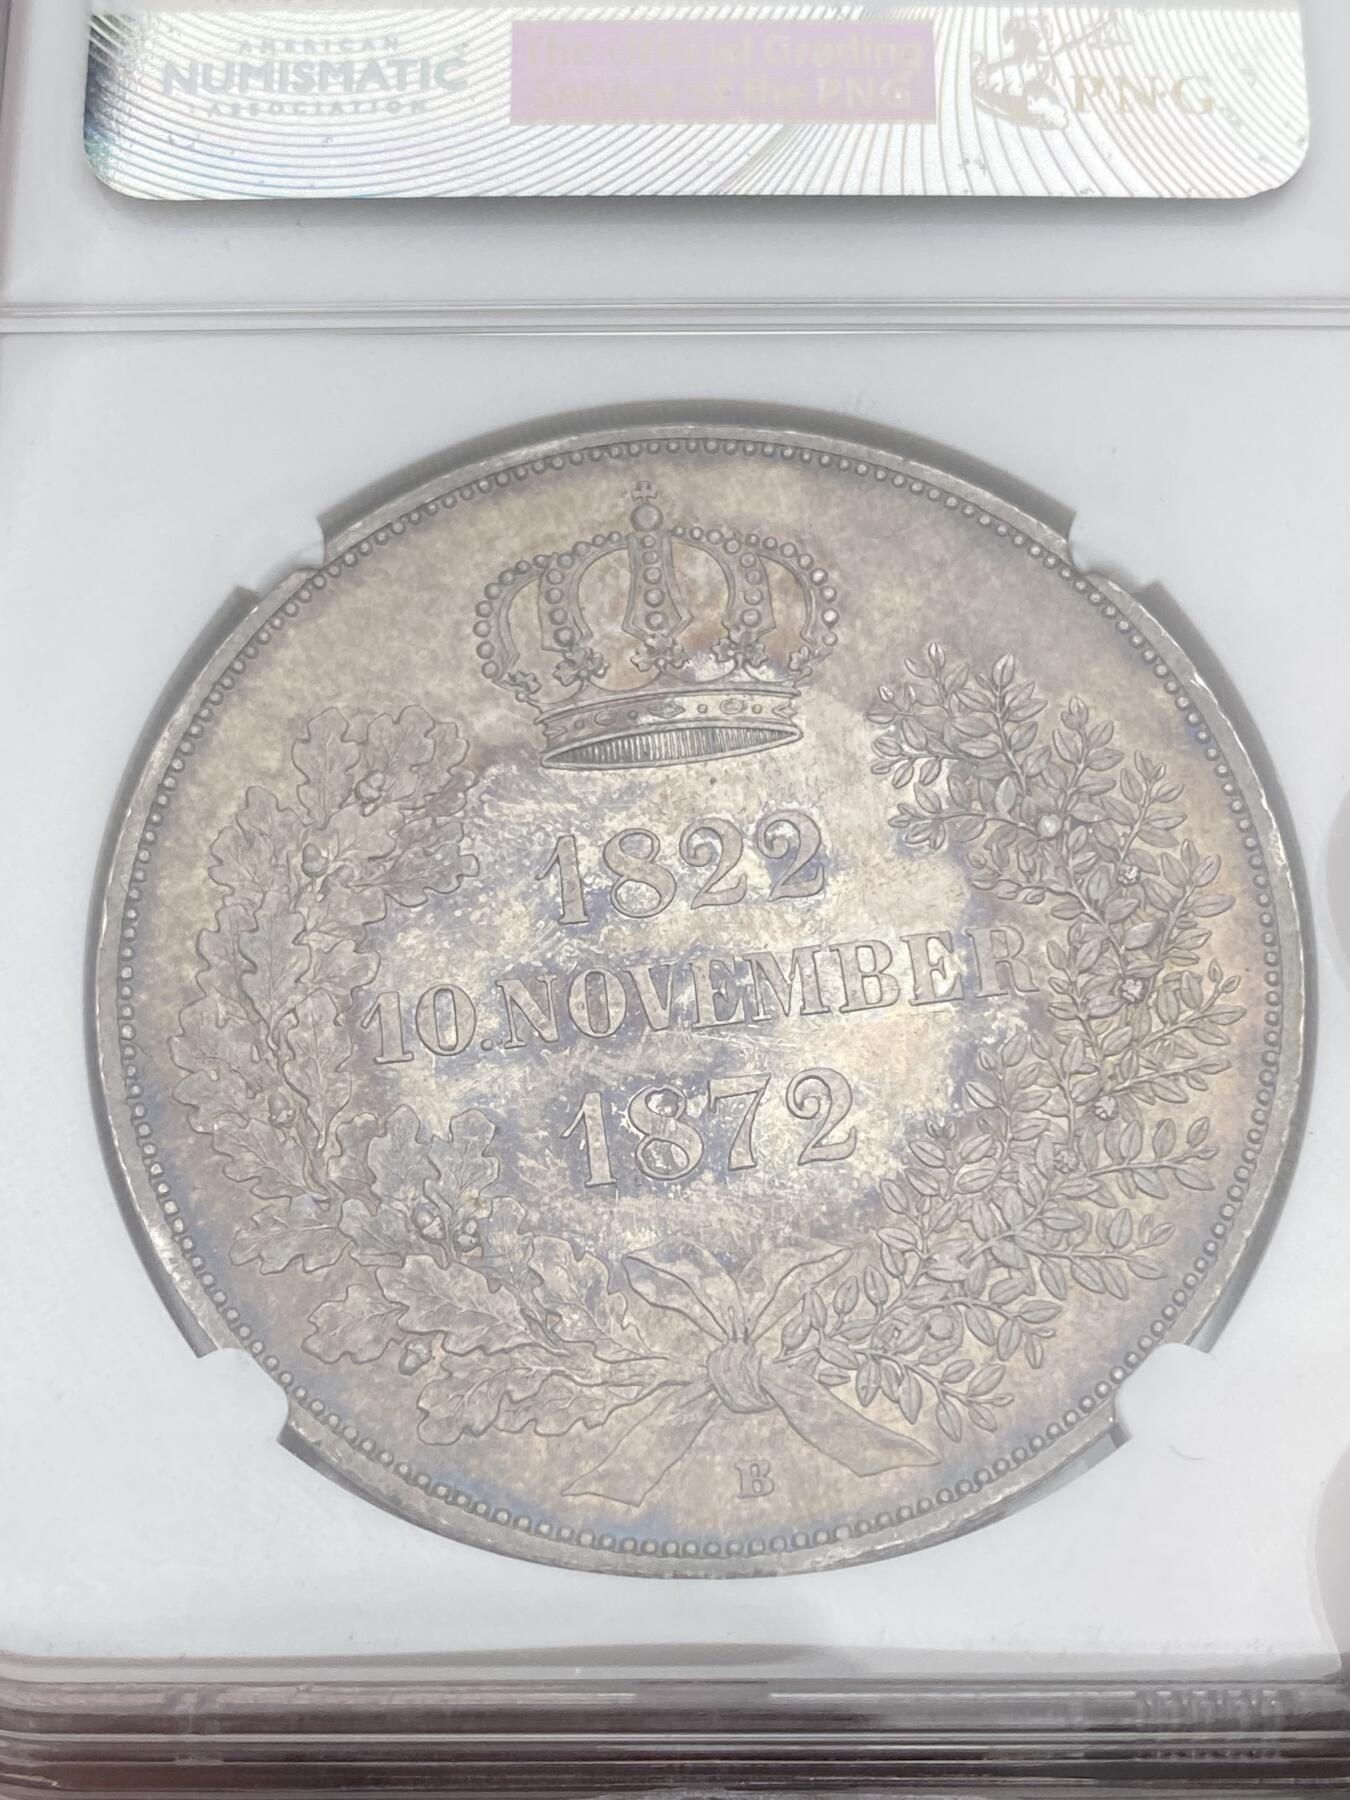 AMERICAN
NUMISMATIC
ASSOCIATION
The Official Grading
Service of the PNG
PNG
1822
10. NOVEMBER
1872
B